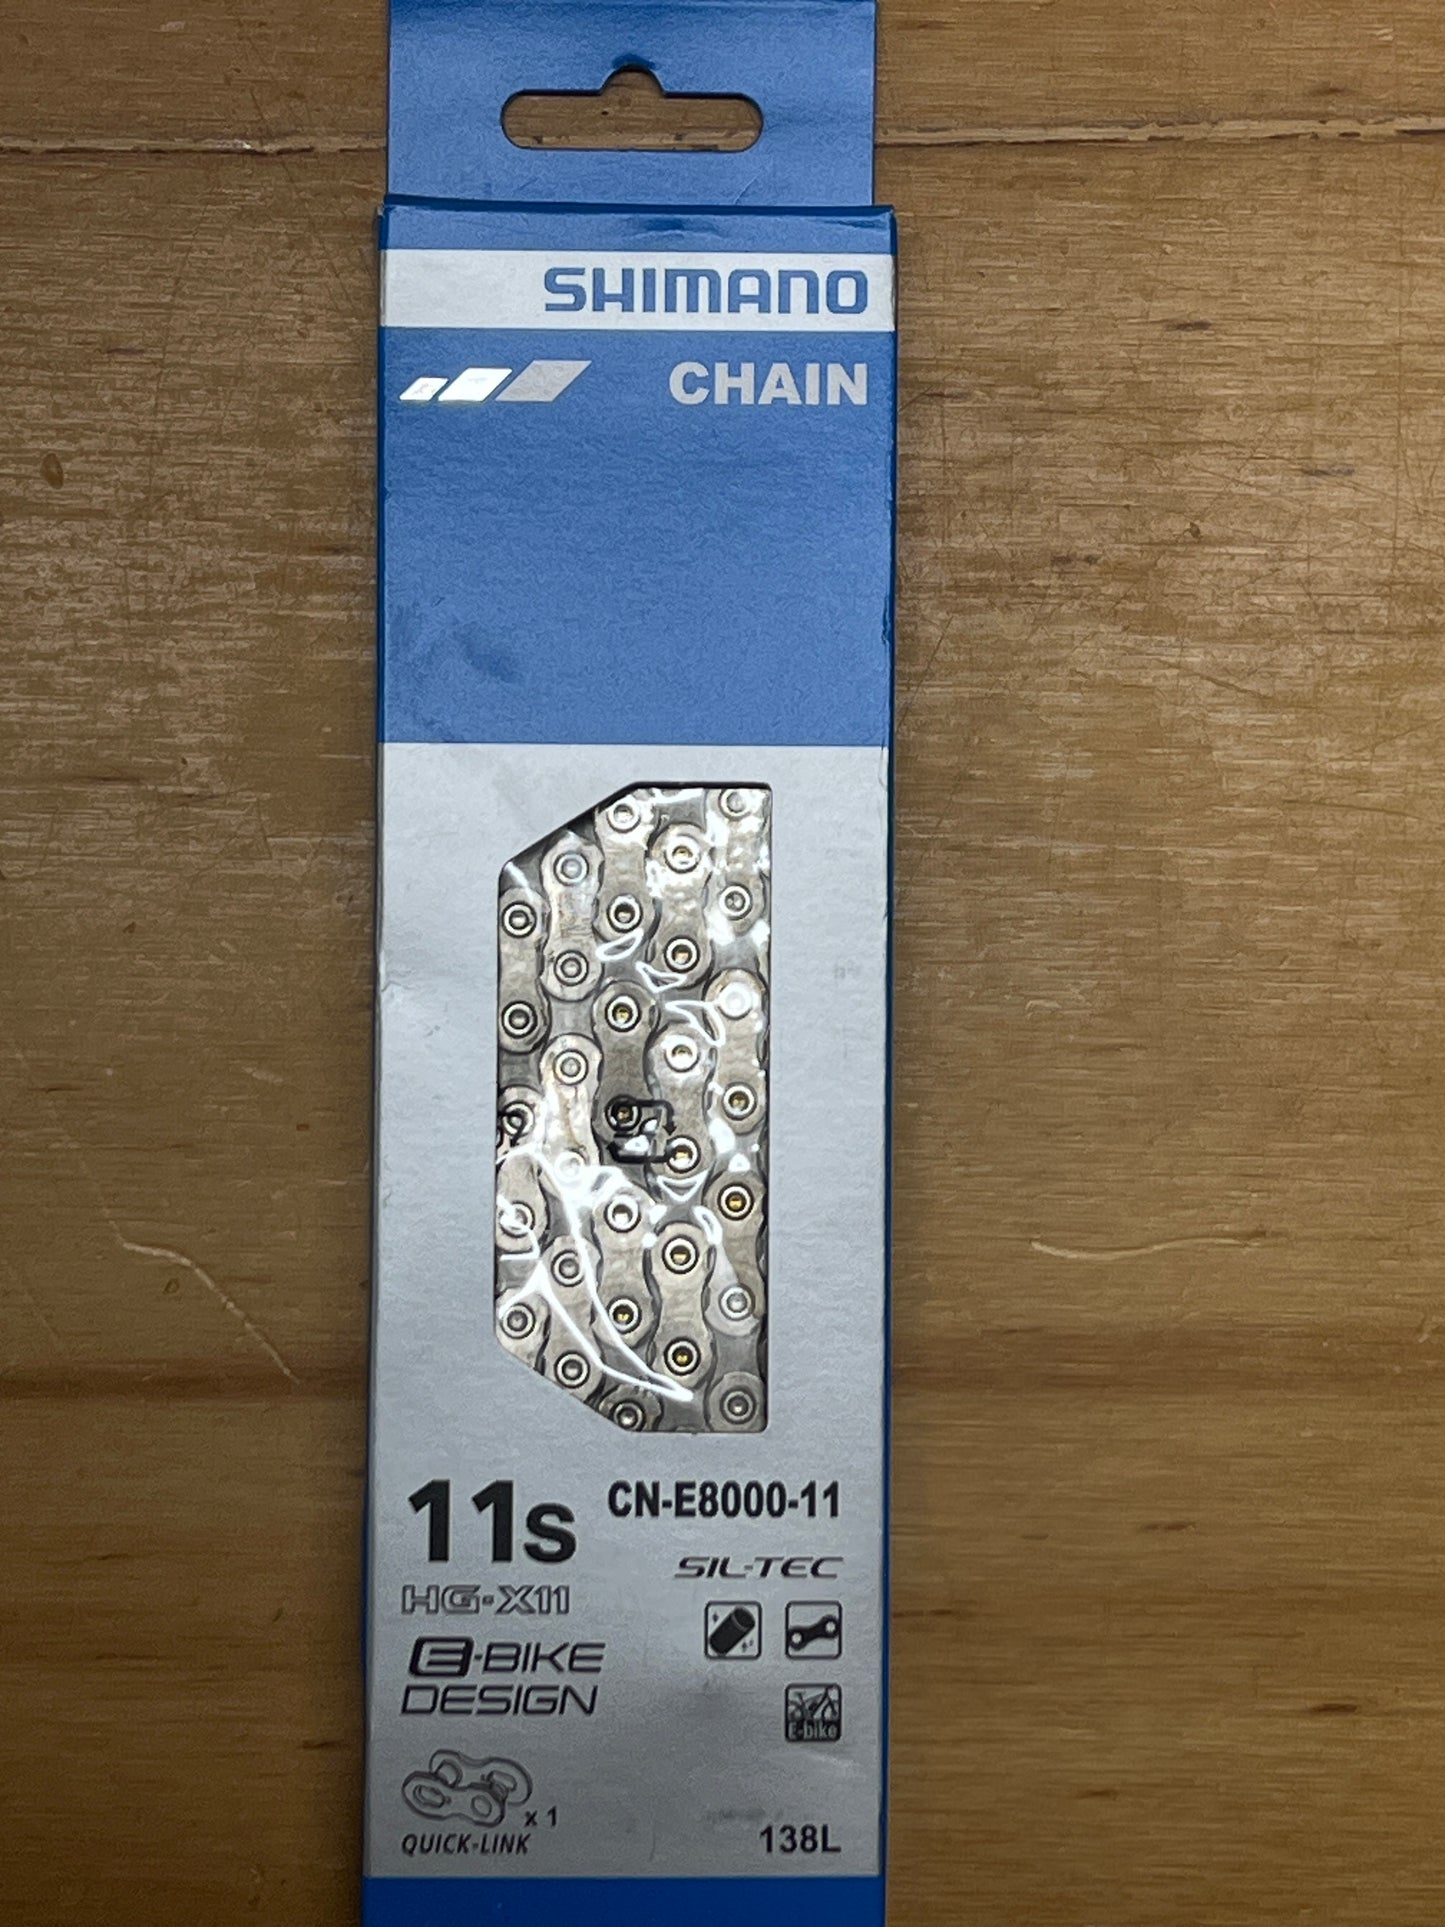 SHIMANO
CHAIN
11s
CN-E8000-11
SIL-TEC
HG-X11
E-BIKE
DESIGN
E-bike
x 1
QUICK-LINK
138L